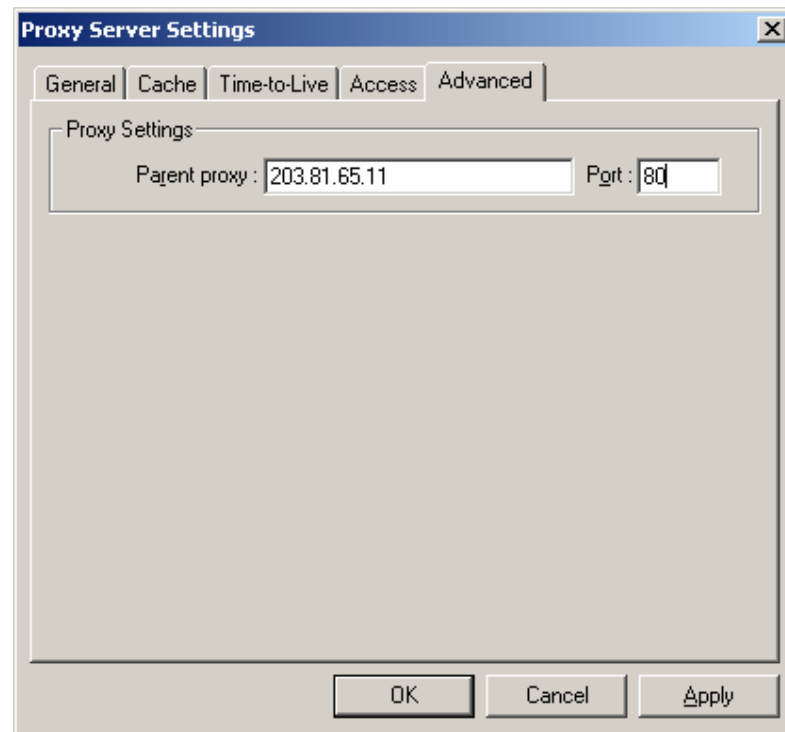 Proxy Server Settings
General Cache Time-to-Live Access Advanced
Proxy Settings
Parent proxy : 203.81.65.11 Port : 80
OK Cancel Apply